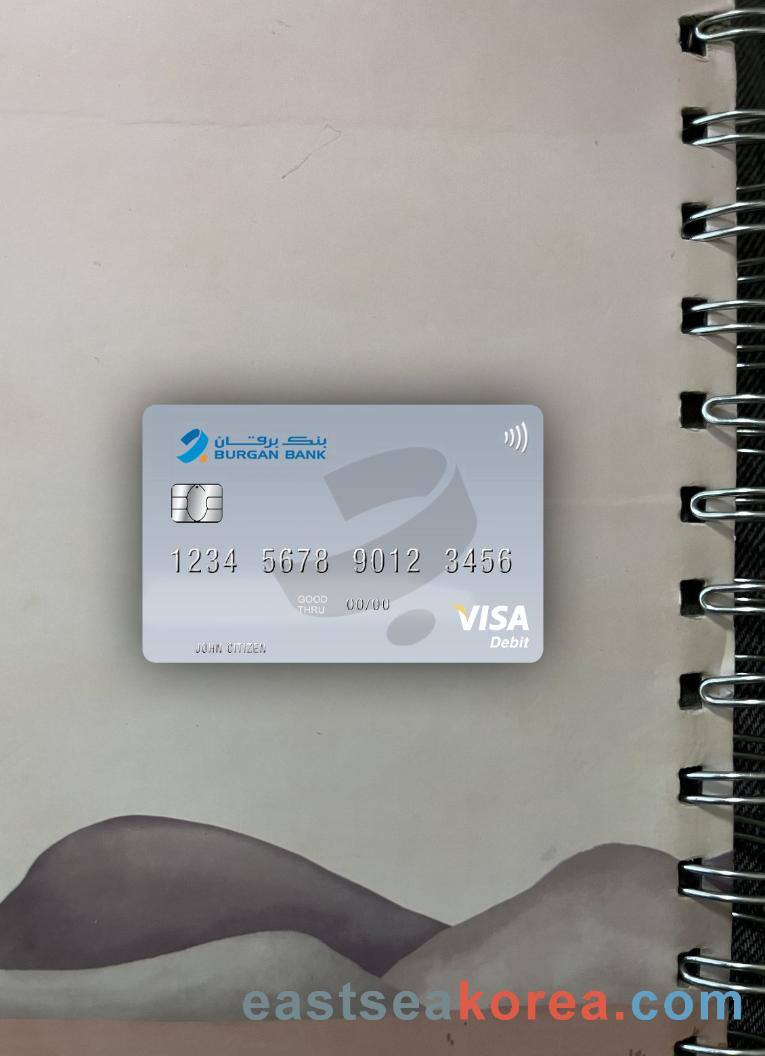 بنك برقان
BURGAN BANK
1234 5678 9012 3456
GOOD THRU 00/00
VISA
Debit
JOHN CITIZEN
eastseakorea.com